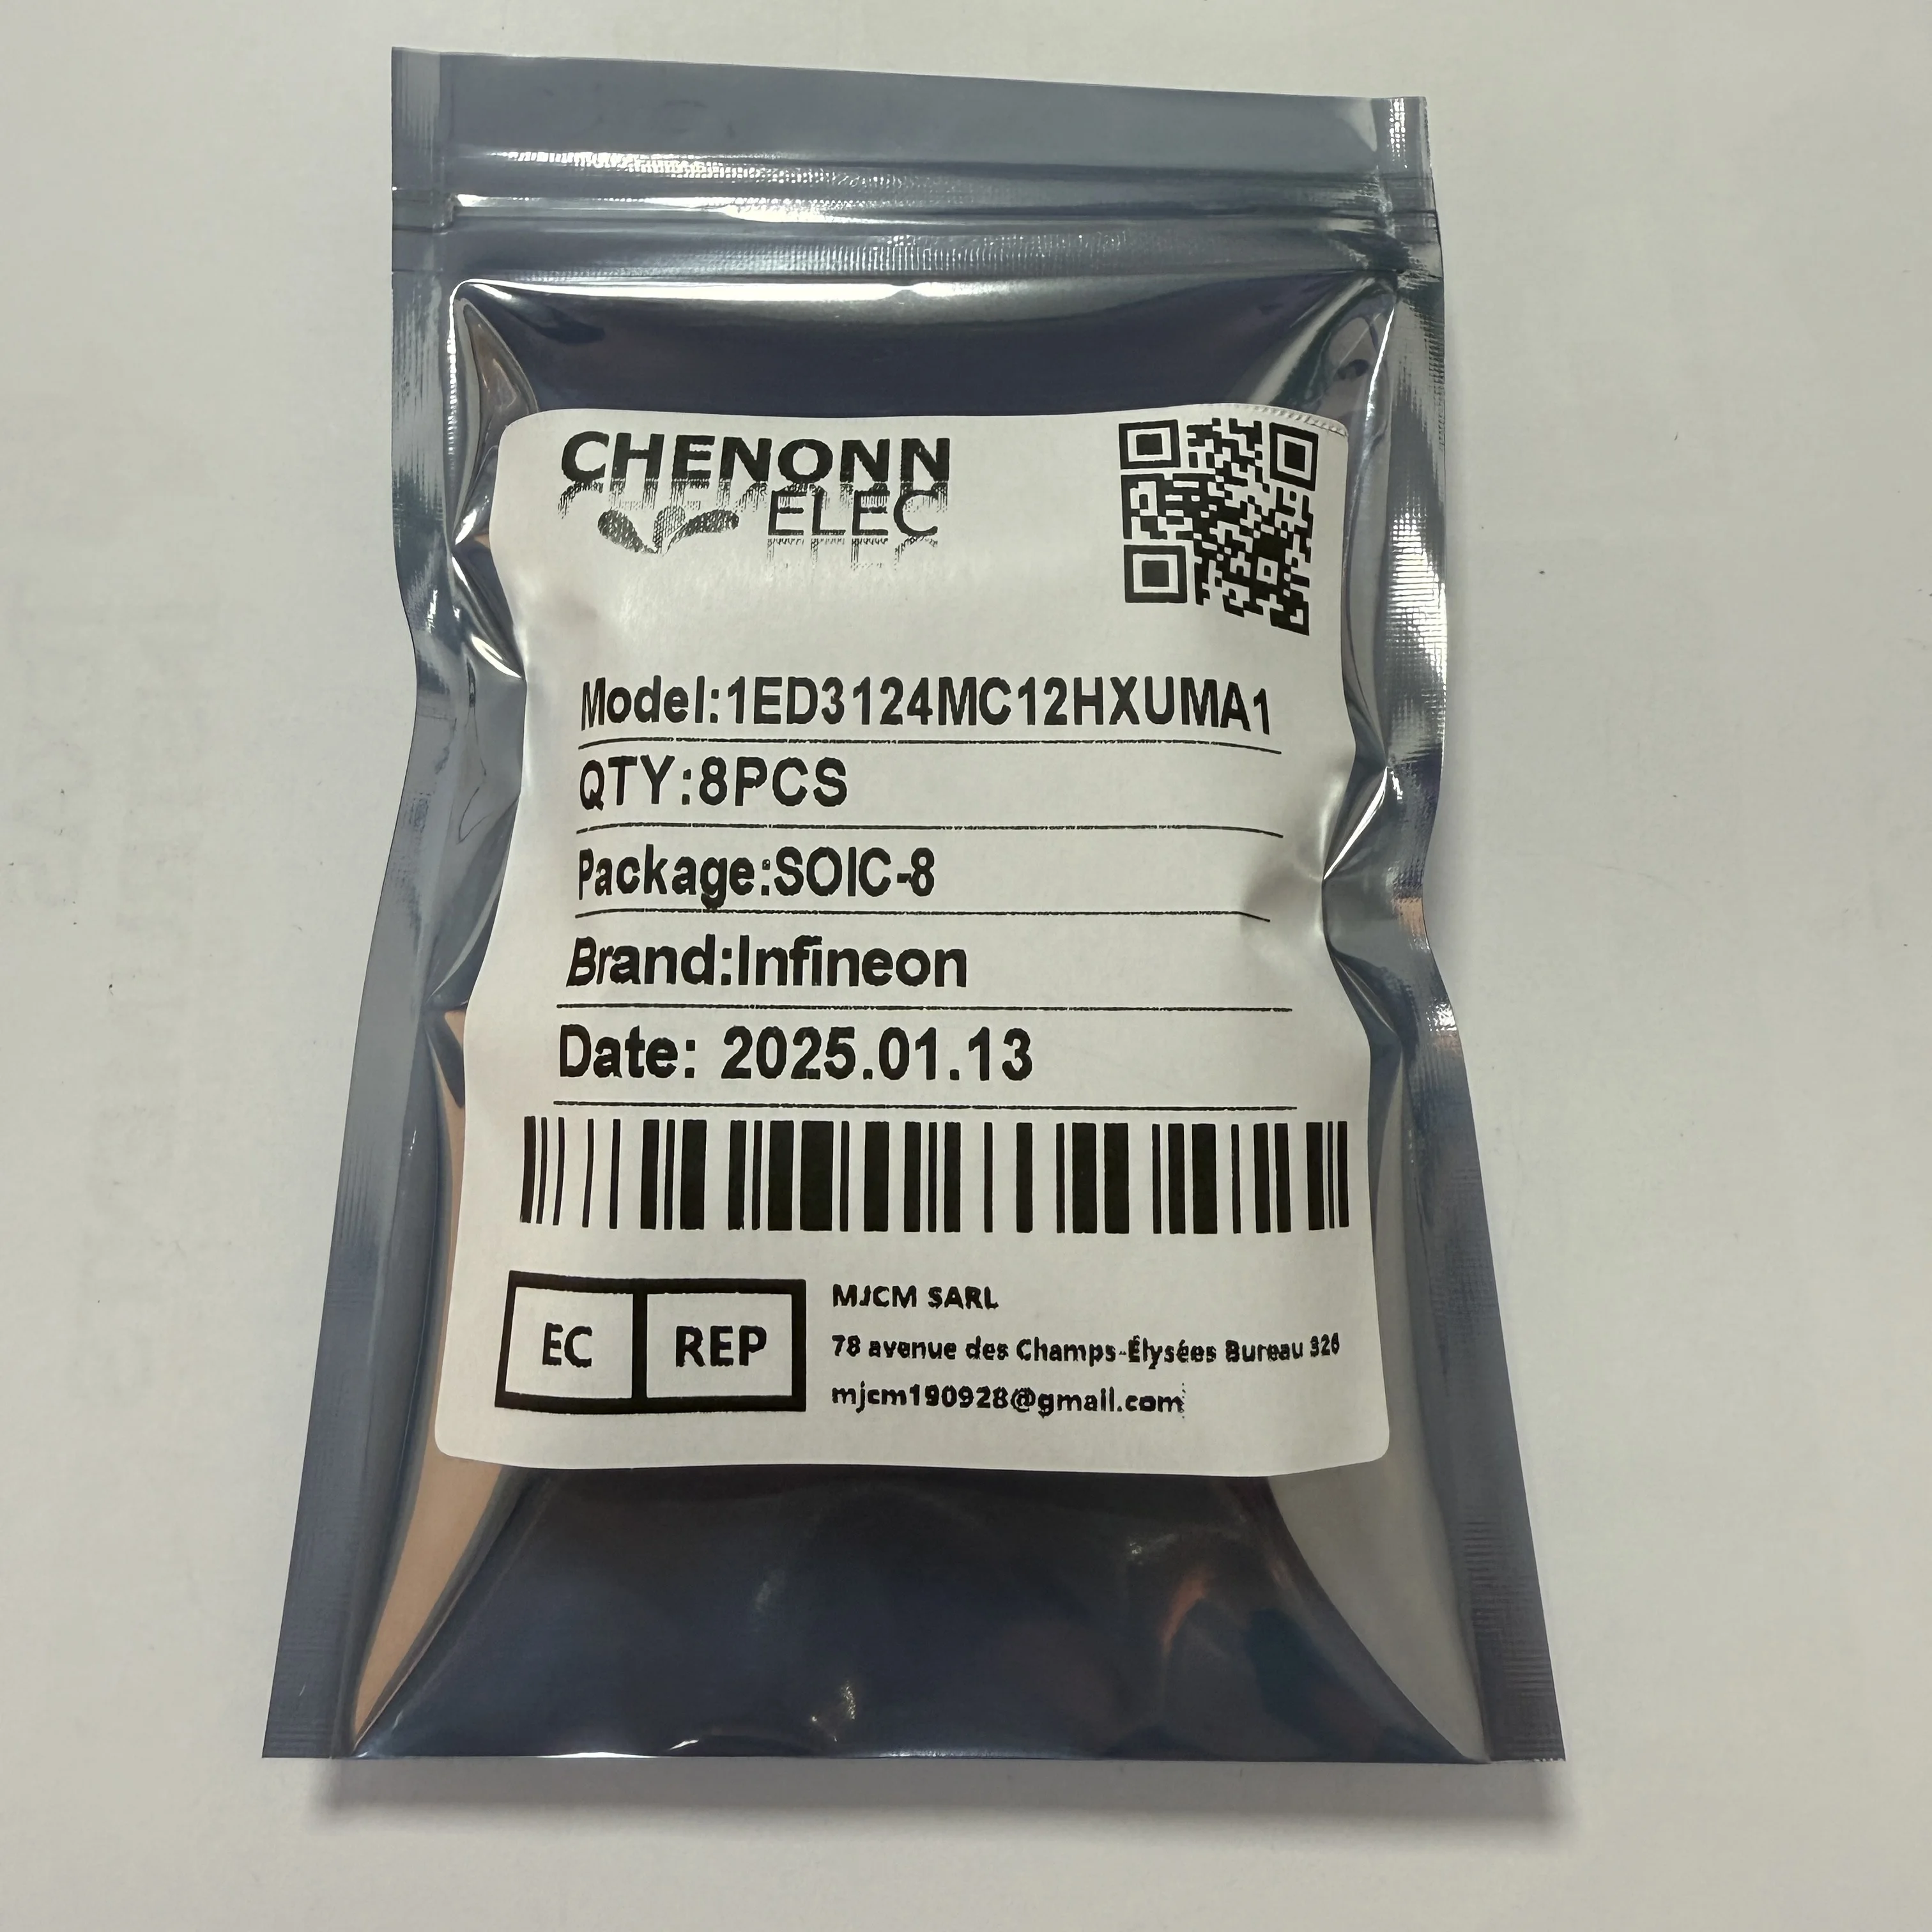 CHENONN
ELEC
Model:1ED3124MC12HXUMA1
QTY:8PCS
Package:SOIC-8
Brand:Infineon
Date: 2025.01.13
EC REP
MJCM SARL
78 avenue des Champs-Élysées Bureau 326
mjcm190928@gmail.com